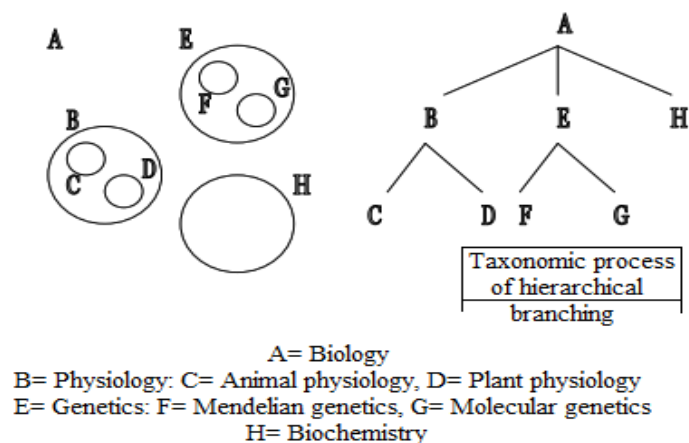 A
E
A
F
G
B
B
E
H
C
D
H
C
D
F
G
Taxonomic process
of hierarchical
branching
A= Biology
B= Physiology: C= Animal physiology, D= Plant physiology
E= Genetics: F= Mendelian genetics, G= Molecular genetics
H= Biochemistry